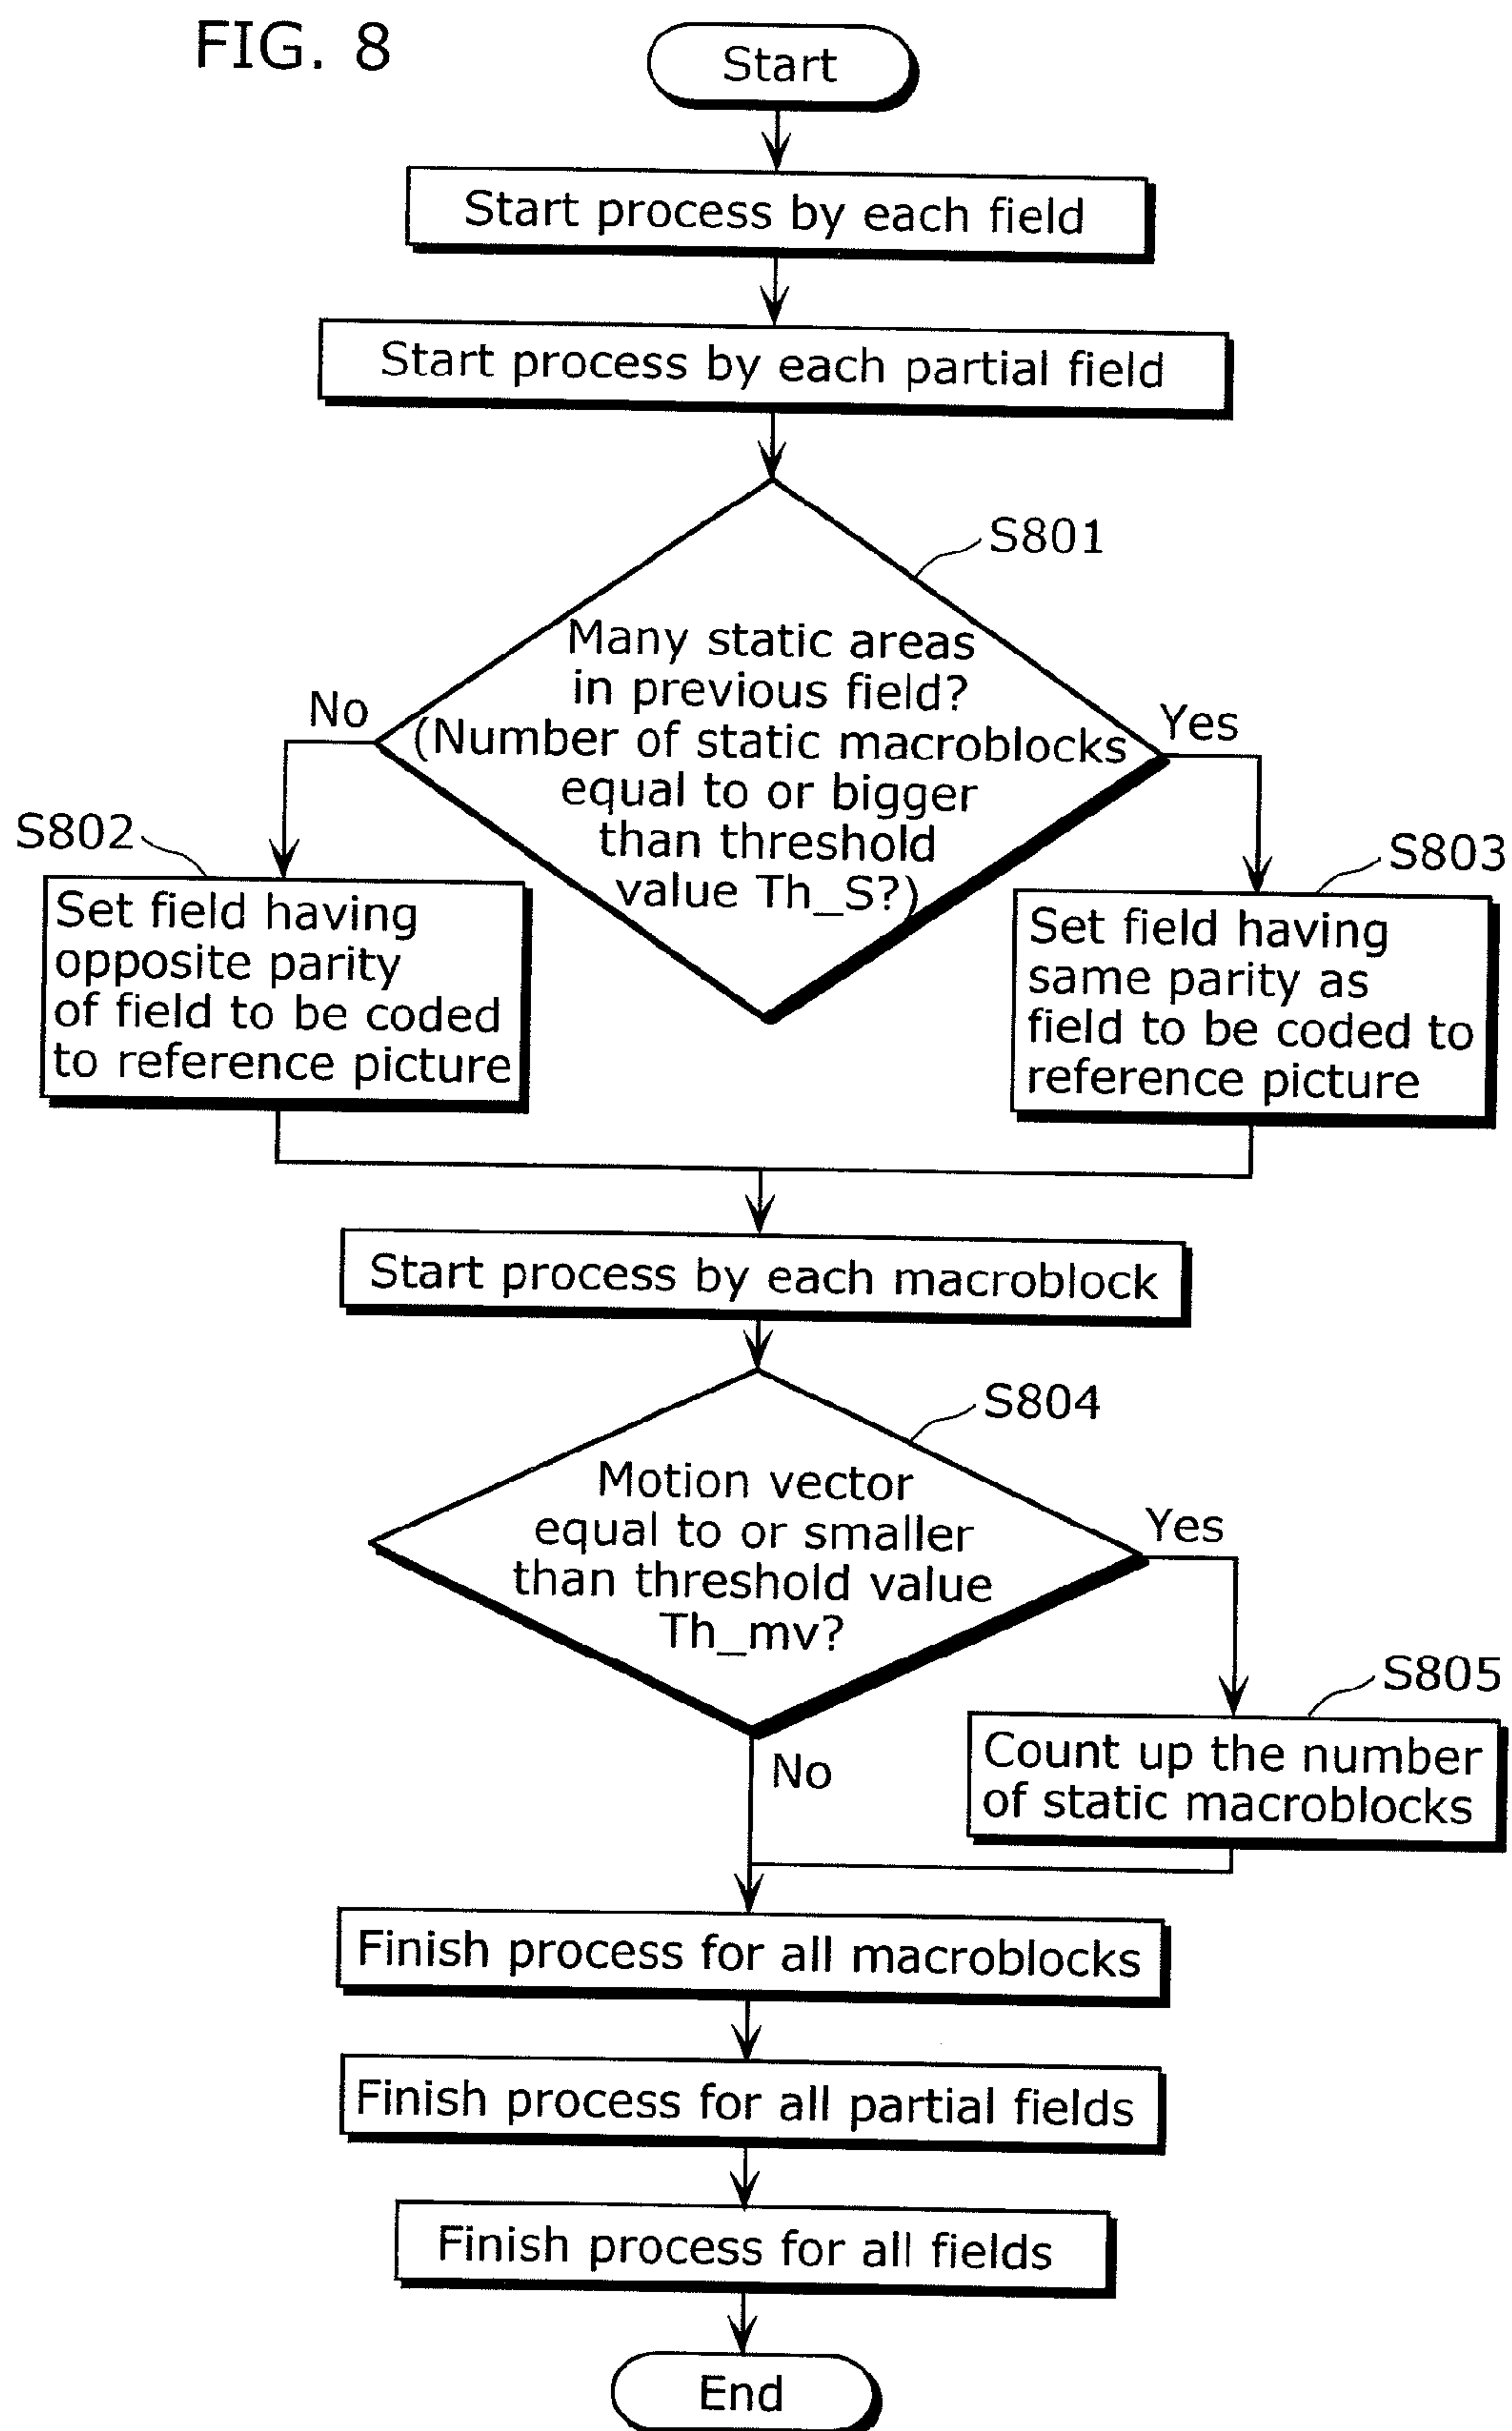 FIG. 8
Start
Start process by each field
Start process by each partial field
S801
Many static areas
in previous field?
(Number of static macroblocks
equal to or bigger
than threshold
value Th_S?)
No
Yes
S802
Set field having
opposite parity
of field to be coded
to reference picture
S803
Set field having
same parity as
field to be coded to
reference picture
Start process by each macroblock
S804
Motion vector
equal to or smaller
than threshold value
Th_mv?
Yes
No
S805
Count up the number
of static macroblocks
Finish process for all macroblocks
Finish process for all partial fields
Finish process for all fields
End